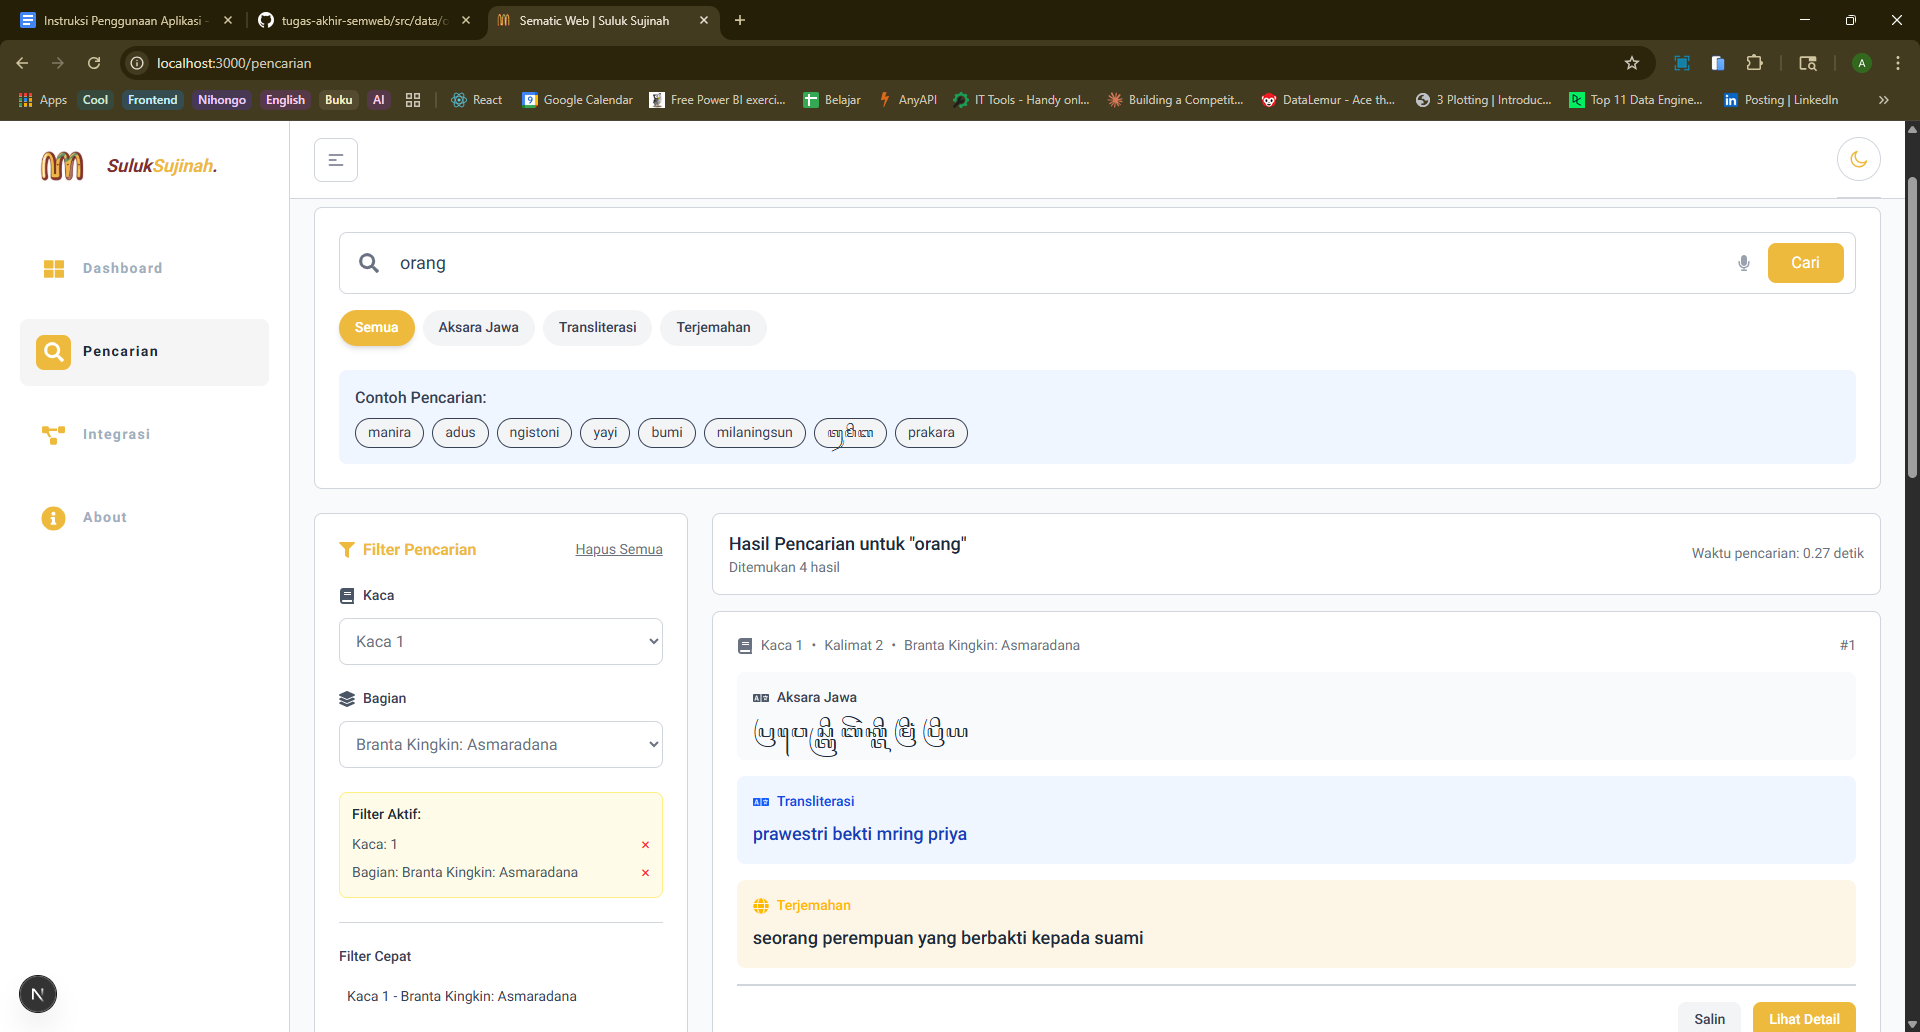 Instruksi Penggunaan Aplikasi -
tugas-akhir-semweb/src/data/o
Sematic Web | Suluk Sujinah
localhost:3000/pencarian
A
Apps
Cool
Frontend
Nihongo
English
Buku
AI
React
Google Calendar
Free Power BI exerci...
Belajar
AnyAPI
IT Tools - Handy onl...
Building a Competit...
DataLemur - Ace th...
3 Plotting | Introduc...
Top 11 Data Engine...
Posting | LinkedIn
SulukSujinah.
Dashboard
Pencarian
Integrasi
About
orang
Cari
Semua
Aksara Jawa
Transliterasi
Terjemahan
Contoh Pencarian:
manira
adus
ngistoni
yayi
bumi
milaningsun
prakara
Filter Pencarian
Hapus Semua
Kaca
Kaca 1
Bagian
Branta Kingkin: Asmaradana
Filter Aktif:
Kaca: 1
×
Bagian: Branta Kingkin: Asmaradana
×
Filter Cepat
Kaca 1 - Branta Kingkin: Asmaradana
Hasil Pencarian untuk "orang"
Ditemukan 4 hasil
Waktu pencarian: 0.27 detik
Kaca 1 • Kalimat 2 • Branta Kingkin: Asmaradana
#1
Aksara Jawa
Transliterasi
prawestri bekti mring priya
Terjemahan
seorang perempuan yang berbakti kepada suami
Salin
Lihat Detail
N